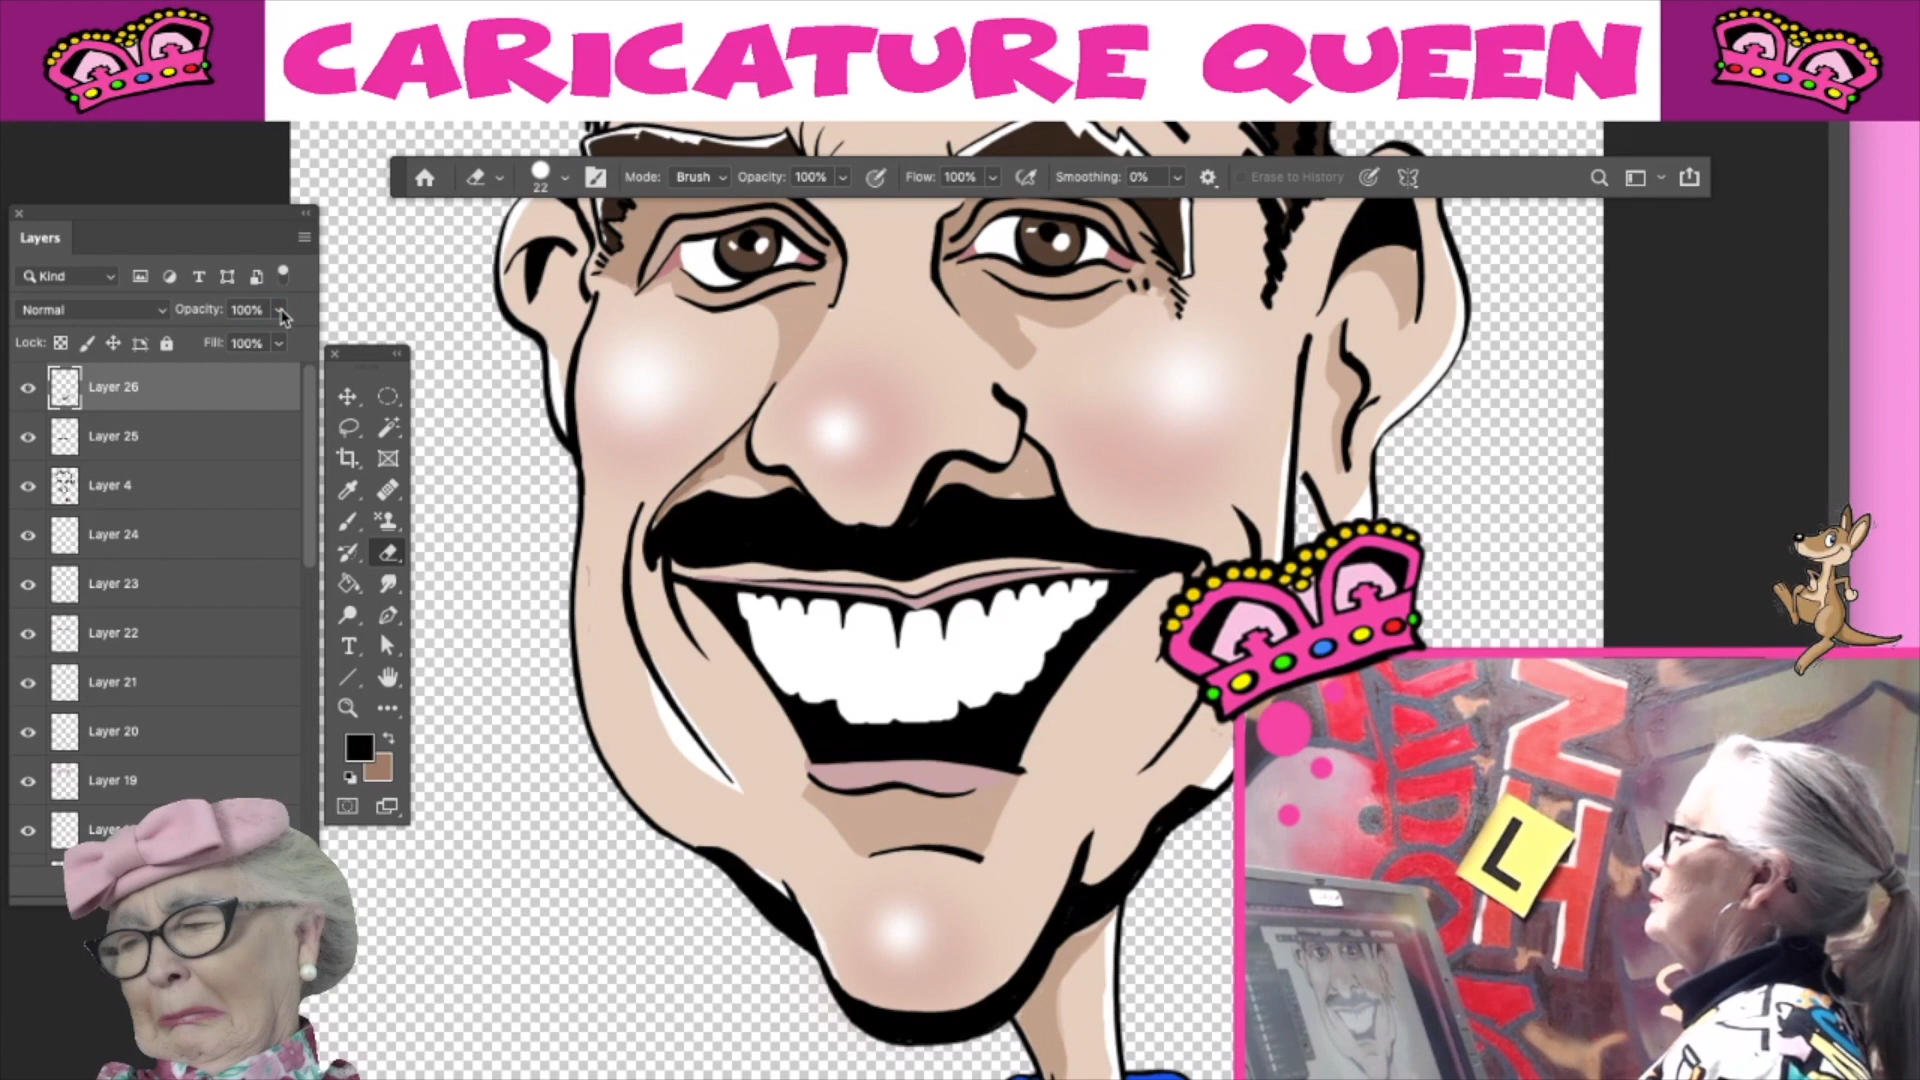 CARICATURE QUEEN
22
Mode: Brush Opacity: 100% Flow: 100% Smoothing: 0% Erase to History
Layers
Kind
Normal Opacity: 100%
Lock: Fill: 100%
Layer 26
Layer 25
Layer 4
Layer 24
Layer 23
Layer 22
Layer 21
Layer 20
Layer 19
L